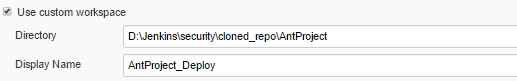 Use custom workspace
Directory D:\Jenkins\security\cloned_repo\AntProject
Display Name AntProject_Deploy